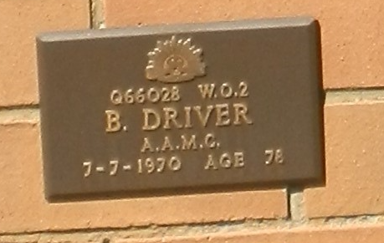 Q66028 W.O.2
B. DRIVER
A.A.M.C.
7-7-1970 AGE 78